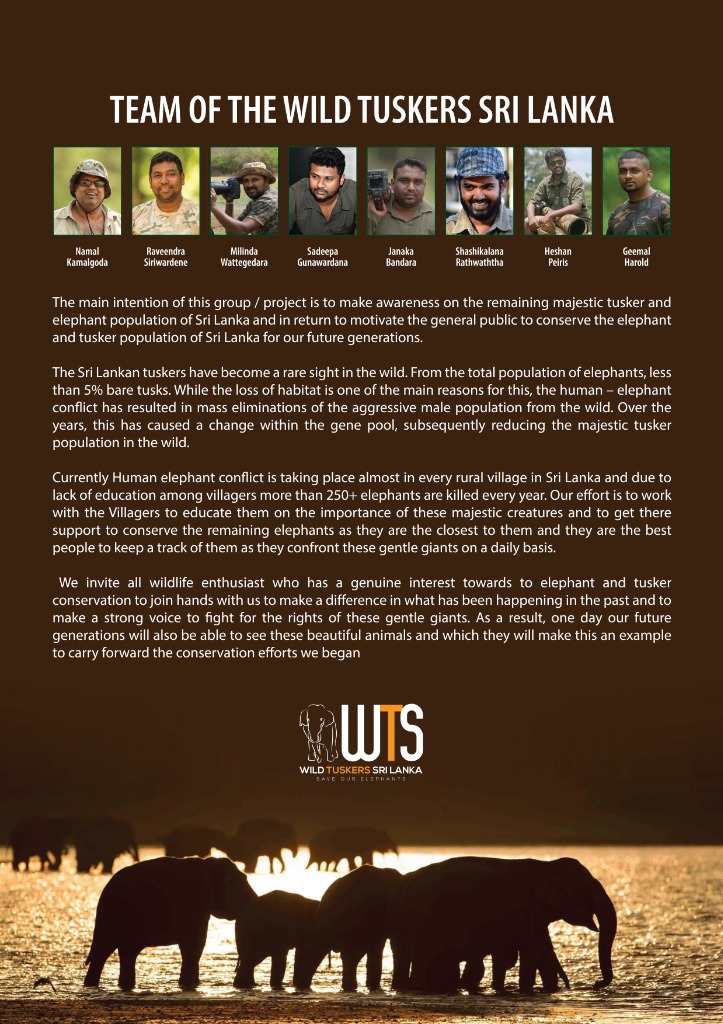 TEAM OF THE WILD TUSKERS SRI LANKA
Namal
Kamalgoda
Raveendra
Siriwardene
Milinda
Wattegedara
Sadeepa
Gunawardana
Janaka
Bandara
Shashikalana
Rathwaththa
Heshan
Peiris
Geemal
Harold
The main intention of this group / project is to make awareness on the remaining majestic tusker and
elephant population of Sri Lanka and in return to motivate the general public to conserve the elephant
and tusker population of Sri Lanka for our future generations.
The Sri Lankan tuskers have become a rare sight in the wild. From the total population of elephants, less
than 5% bare tusks. While the loss of habitat is one of the main reasons for this, the human – elephant
conflict has resulted in mass eliminations of the aggressive male population from the wild. Over the
years, this has caused a change within the gene pool, subsequently reducing the majestic tusker
population in the wild.
Currently Human elephant conflict is taking place almost in every rural village in Sri Lanka and due to
lack of education among villagers more than 250+ elephants are killed every year. Our effort is to work
with the Villagers to educate them on the importance of these majestic creatures and to get there
support to conserve the remaining elephants as they are the closest to them and they are the best
people to keep a track of them as they confront these gentle giants on a daily basis.
We invite all wildlife enthusiast who has a genuine interest towards to elephant and tusker
conservation to join hands with us to make a difference in what has been happening in the past and to
make a strong voice to fight for the rights of these gentle giants. As a result, one day our future
generations will also be able to see these beautiful animals and which they will make this an example
to carry forward the conservation efforts we began
WTS
WILD TUSKERS SRI LANKA
SAVE OUR ELEPHANTS